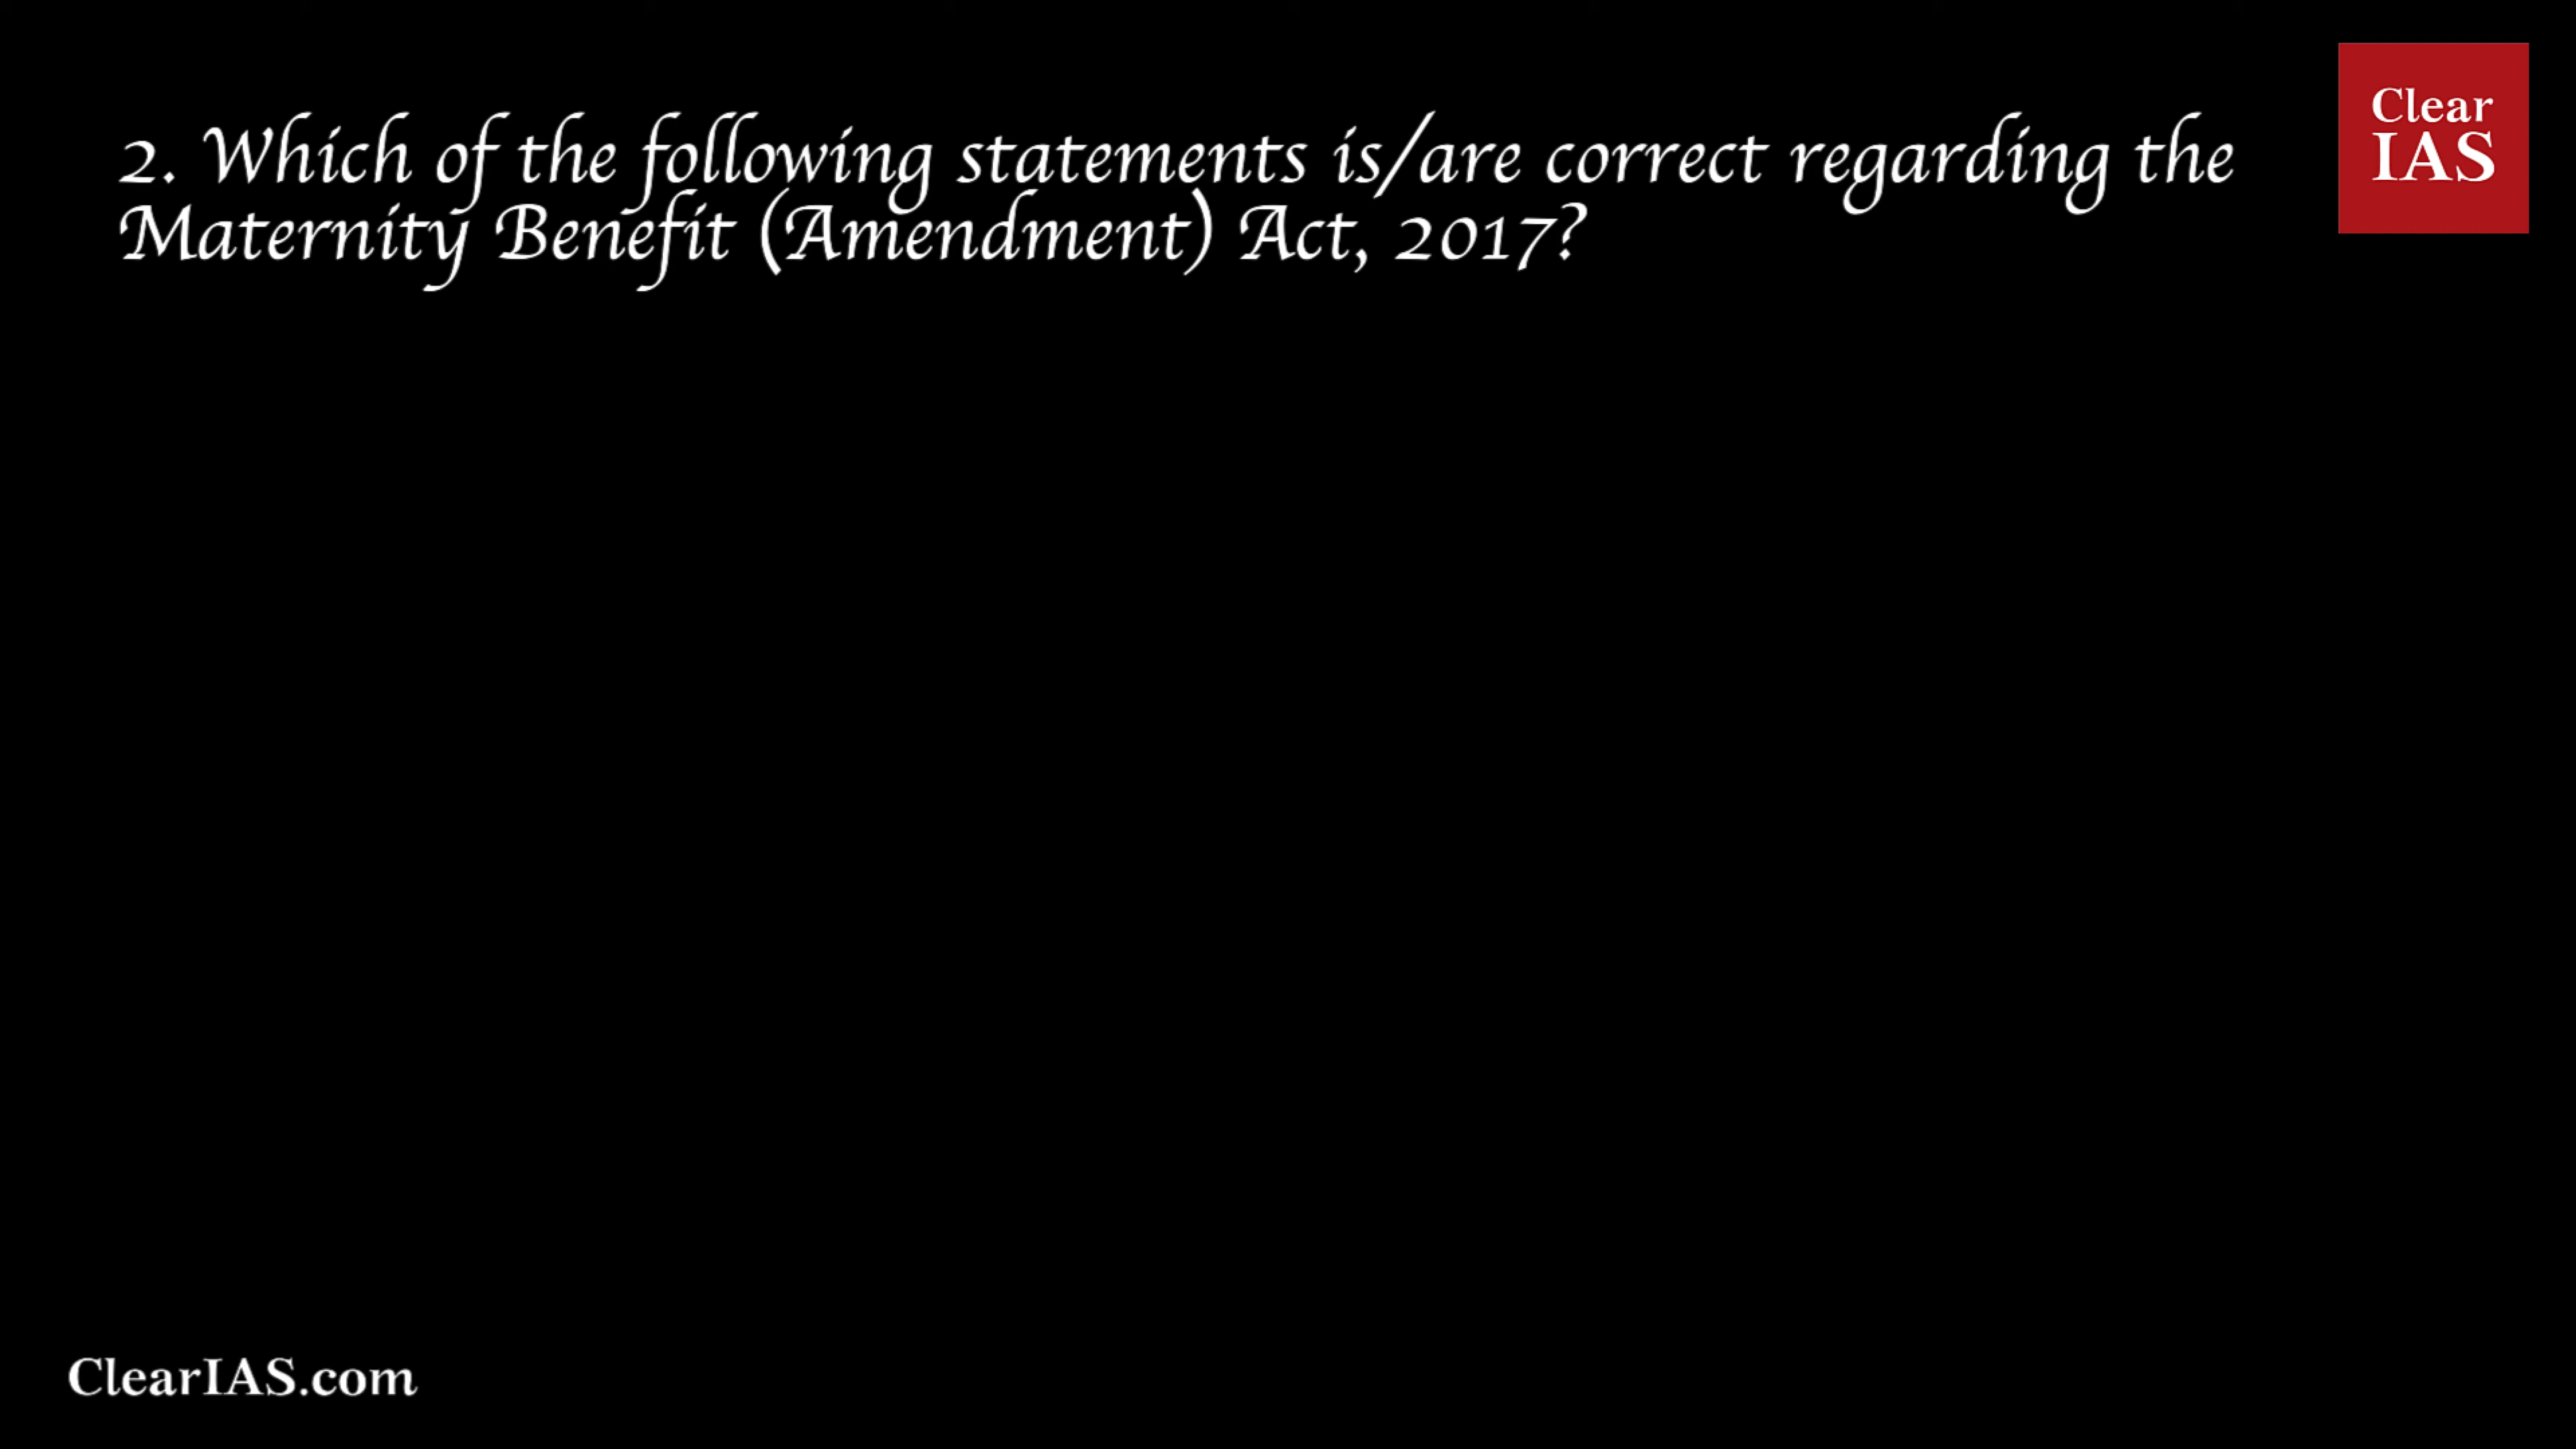 2. Which of the following statements is/are correct regarding the
Maternity Benefit (Amendment) Act, 2017?
Clear
IAS
ClearIAS.com